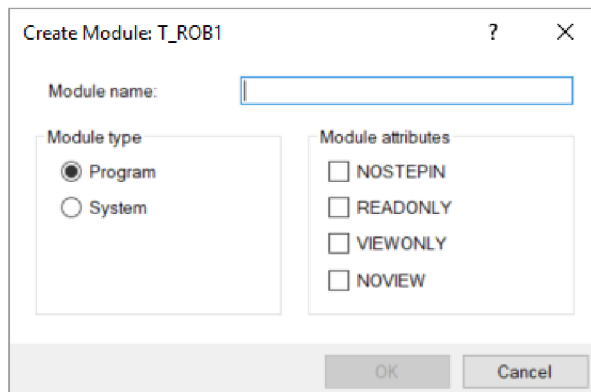 Create Module: T_ROB1 ?
Module name:
Module type
Program
System
Module attributes
NOSTEPIN
READONLY
VIEWONLY
NOVIEW
OK Cancel